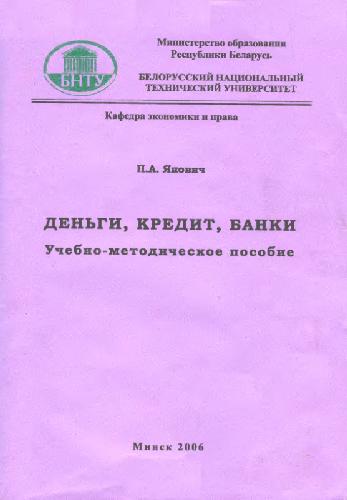 БНТУ
Министерство образования
Республики Беларусь
БЕЛОРУССКИЙ НАЦИОНАЛЬНЫЙ
ТЕХНИЧЕСКИЙ УНИВЕРСИТЕТ
Кафедра экономики и права
П.А. Янович
ДЕНЬГИ, КРЕДИТ, БАНКИ
Учебно-методическое пособие
Минск 2006